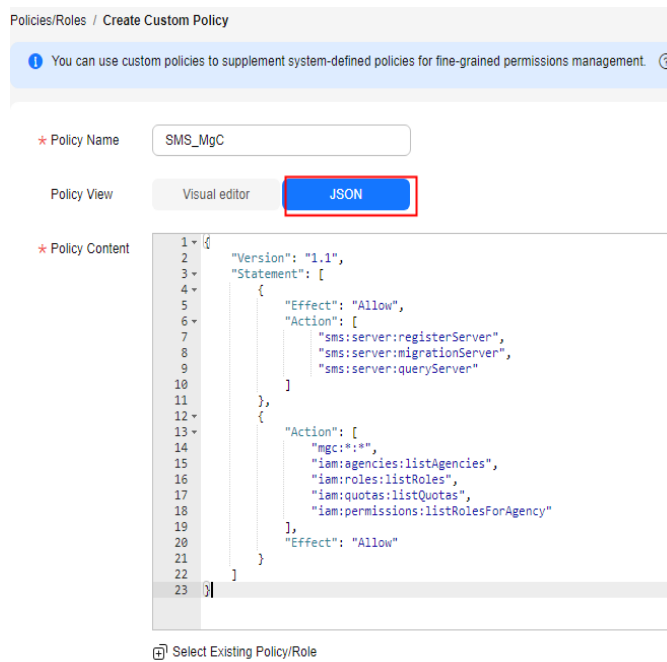 Policies/Roles / Create Custom Policy
You can use custom policies to supplement system-defined policies for fine-grained permissions management.
* Policy Name SMS_MgC
Policy View Visual editor JSON
* Policy Content
1 {
2 "Version": "1.1",
3 "Statement": [
4 {
5 "Effect": "Allow",
6 "Action": [
7 "sms:server:registerServer",
8 "sms:server:migrationServer",
9 "sms:server:queryServer"
10 ]
11 },
12 {
13 "Action": [
14 "mgc:*:*",
15 "iam:agencies:listAgencies",
16 "iam:roles:listRoles",
17 "iam:quotas:listQuotas",
18 "iam:permissions:listRolesForAgency"
19 ],
20 "Effect": "Allow"
21 }
22 ]
23 }
Select Existing Policy/Role